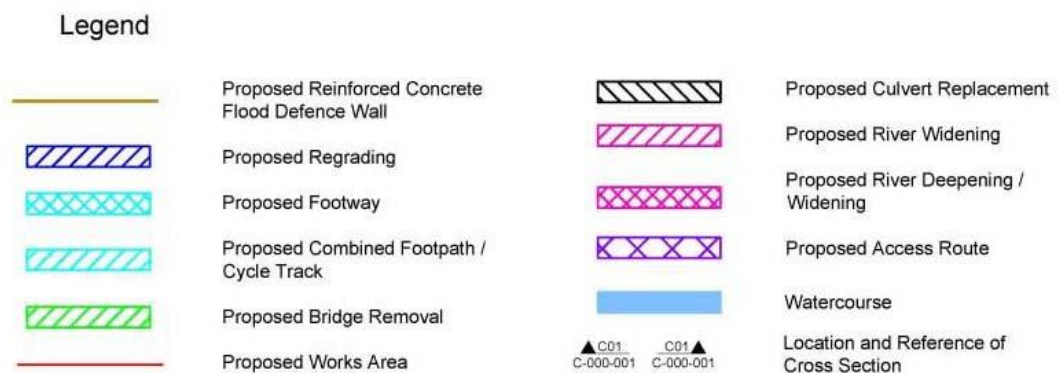 Legend
Proposed Reinforced Concrete
Flood Defence Wall
Proposed Regrading
Proposed Footway
Proposed Combined Footpath /
Cycle Track
Proposed Bridge Removal
Proposed Works Area
Proposed Culvert Replacement
Proposed River Widening
Proposed River Deepening /
Widening
Proposed Access Route
Watercourse
C01 C01
C-000-001 C-000-001
Location and Reference of
Cross Section